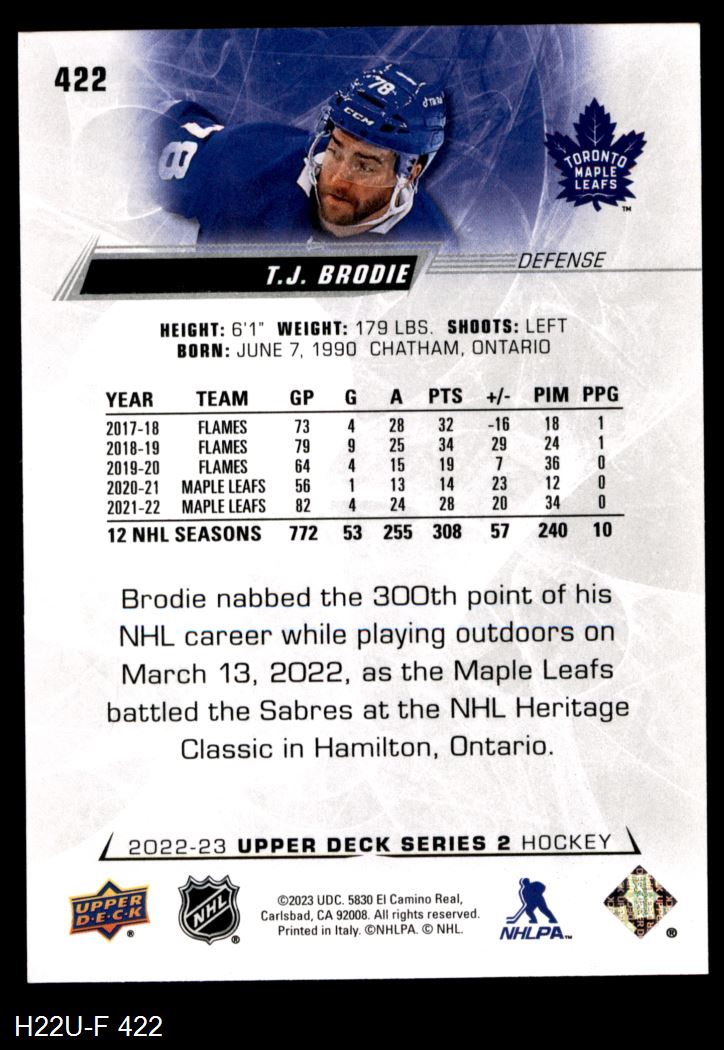 422
78
CCM
TORONTO
MAPLE
LEAFS
TM
T.J. BRODIE
DEFENSE
HEIGHT: 6'1" WEIGHT: 179 LBS. SHOOTS: LEFT
BORN: JUNE 7, 1990 CHATHAM, ONTARIO
YEAR TEAM GP G A PTS +/- PIM PPG
2017-18 FLAMES 73 4 28 32 -16 18 1
2018-19 FLAMES 79 9 25 34 29 24 1
2019-20 FLAMES 64 4 15 19 7 36 0
2020-21 MAPLE LEAFS 56 1 13 14 23 12 0
2021-22 MAPLE LEAFS 82 4 24 28 20 34 0
12 NHL SEASONS 772 53 255 308 57 240 10
Brodie nabbed the 300th point of his
NHL career while playing outdoors on
March 13, 2022, as the Maple Leafs
battled the Sabres at the NHL Heritage
Classic in Hamilton, Ontario.
2022-23 UPPER DECK SERIES 2 HOCKEY
UPPER
D·E·C·K
®
NHL
®
©2023 UDC. 5830 El Camino Real,
Carlsbad, CA 92008. All rights reserved.
Printed in Italy. ©NHLPA. © NHL.
NHLPA™
®
H22U-F 422